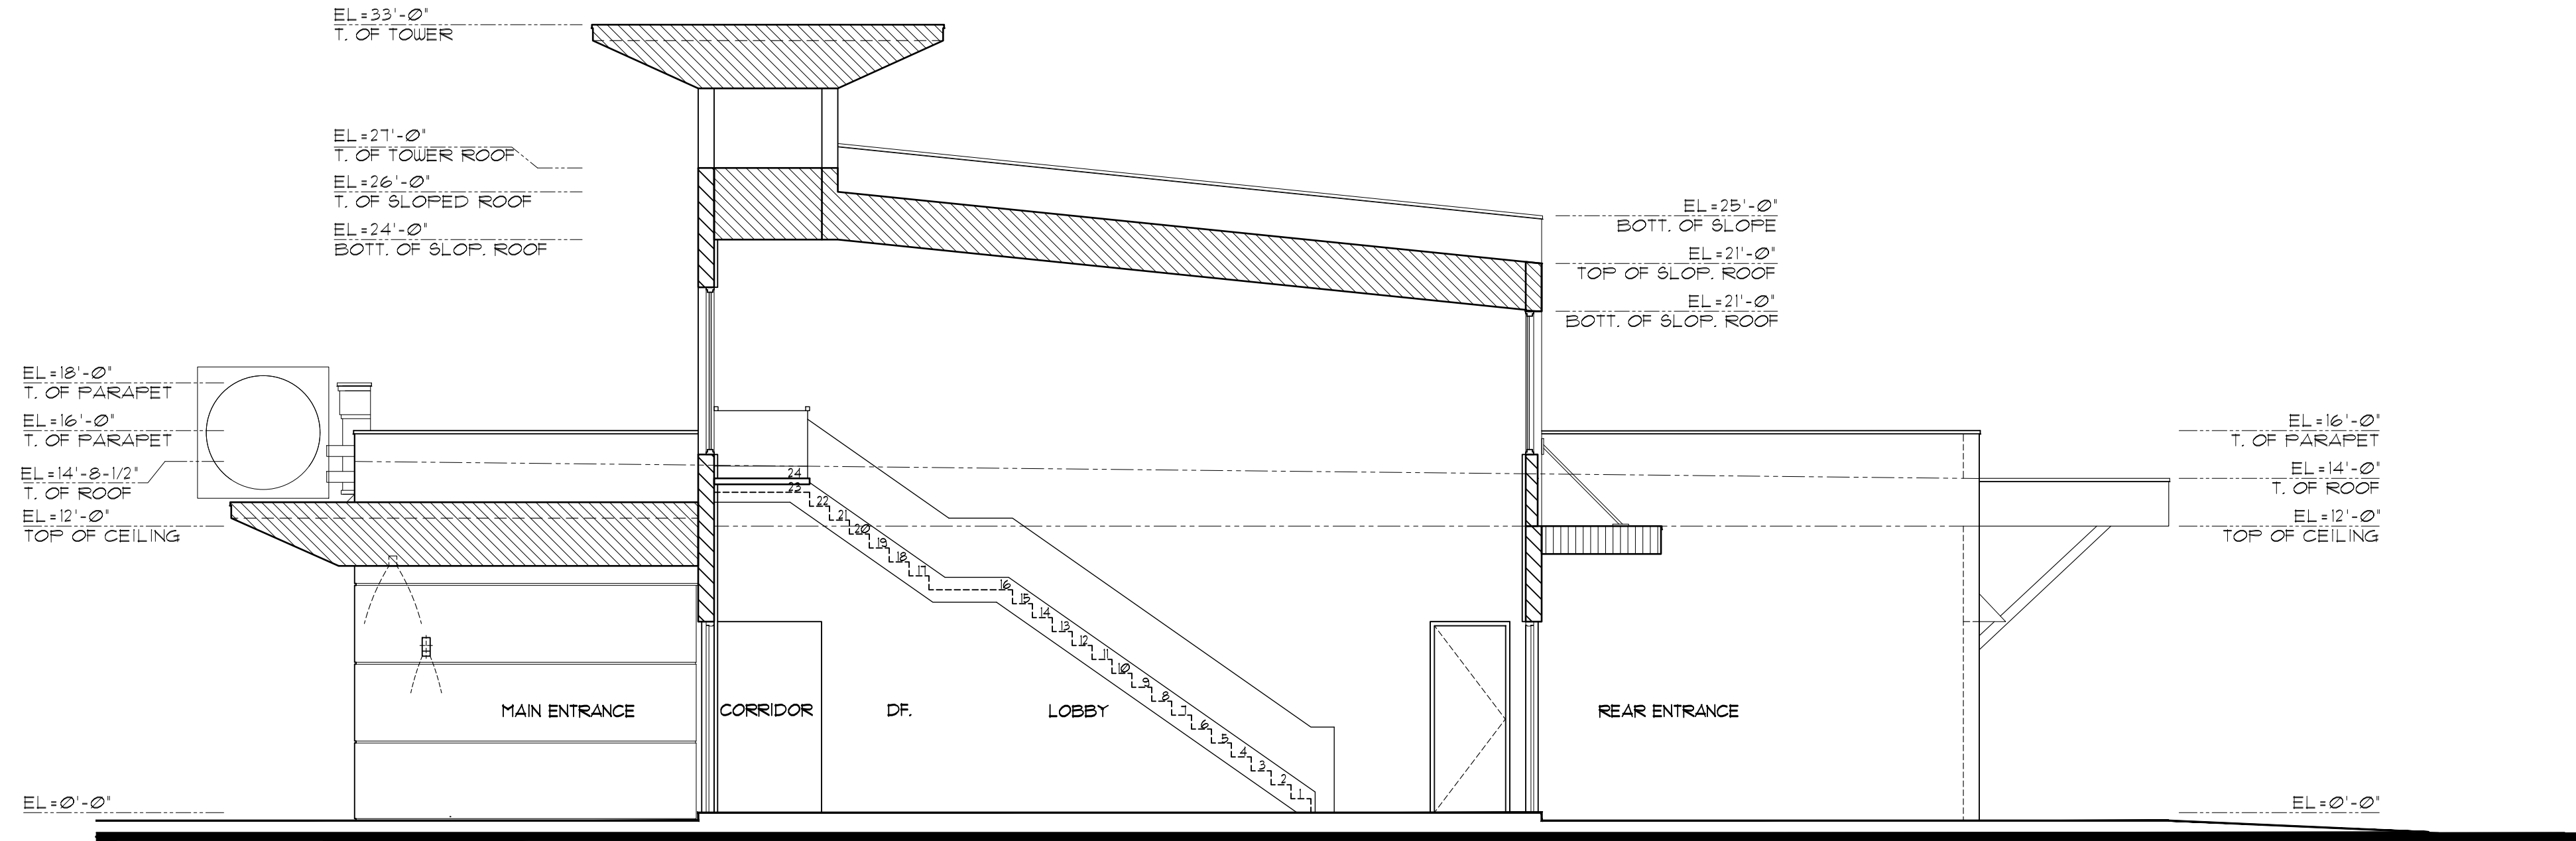 EL=33'-0"
T. OF TOWER
EL=27'-0"
T. OF TOWER ROOF
EL=26'-0"
T. OF SLOPED ROOF
EL=24'-0"
BOTT. OF SLOP. ROOF
EL=25'-0"
BOTT. OF SLOPE
EL=21'-0"
TOP OF SLOP. ROOF
EL=21'-0"
BOTT. OF SLOP. ROOF
EL=18'-0"
T. OF PARAPET
EL=16'-0"
T. OF PARAPET
EL=14'-8-1/2"
T. OF ROOF
EL=12'-0"
TOP OF CEILING
EL=16'-0"
T. OF PARAPET
EL=14'-0"
T. OF ROOF
EL=12'-0"
TOP OF CEILING
24
23
22
21
20
19
18
17
16
15
14
13
12
11
10
9
8
7
6
5
4
3
2
1
MAIN ENTRANCE
CORRIDOR
DF.
LOBBY
REAR ENTRANCE
EL=0'-0"
EL=0'-0"